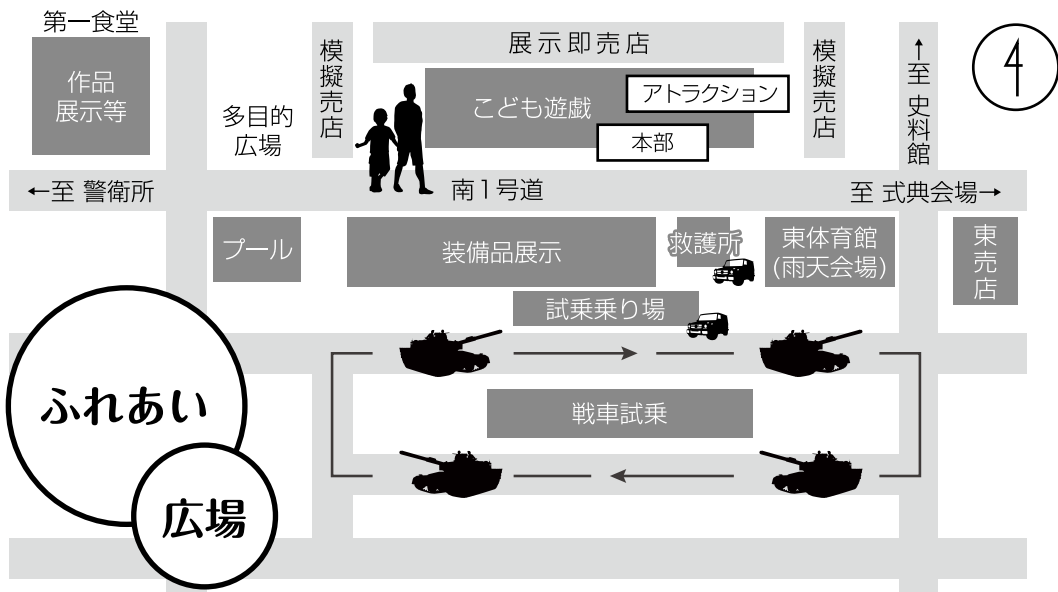 第一食堂
作品
展示等
多目的
広場
模擬売店
展示即売店
こども遊戯
アトラクション
本部
模擬売店
↑至 史料館
←至 警衛所
南1号道
至 式典会場→
プール
装備品展示
救護所
東体育館
(雨天会場)
東売店
試乗乗り場
戦車試乗
ふれあい
広場